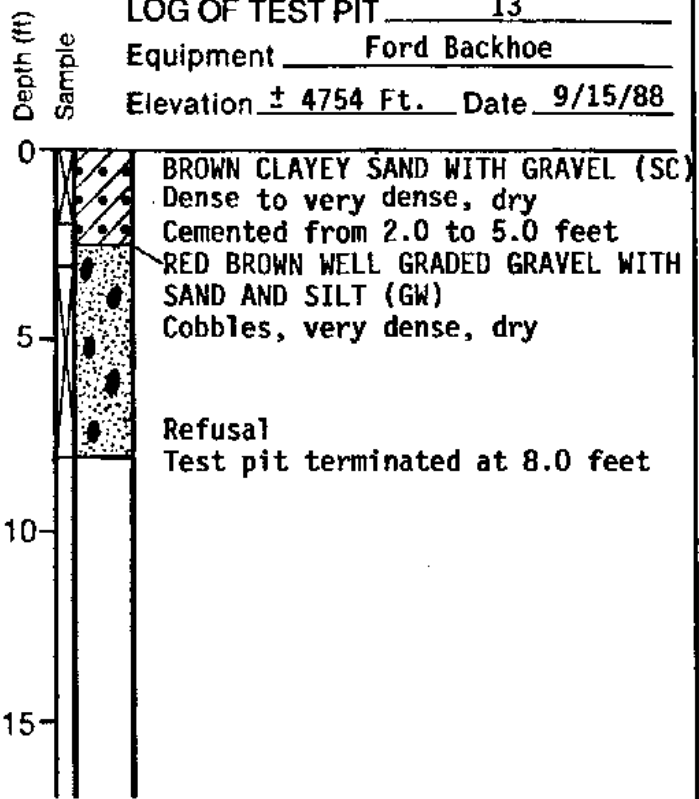 LOG OF TEST PIT 13
Equipment Ford Backhoe
Elevation ± 4754 Ft. Date 9/15/88
Depth (ft)
Sample
0
BROWN CLAYEY SAND WITH GRAVEL (SC)
Dense to very dense, dry
Cemented from 2.0 to 5.0 feet
RED BROWN WELL GRADED GRAVEL WITH
SAND AND SILT (GW)
5
Cobbles, very dense, dry
Refusal
Test pit terminated at 8.0 feet
10
15